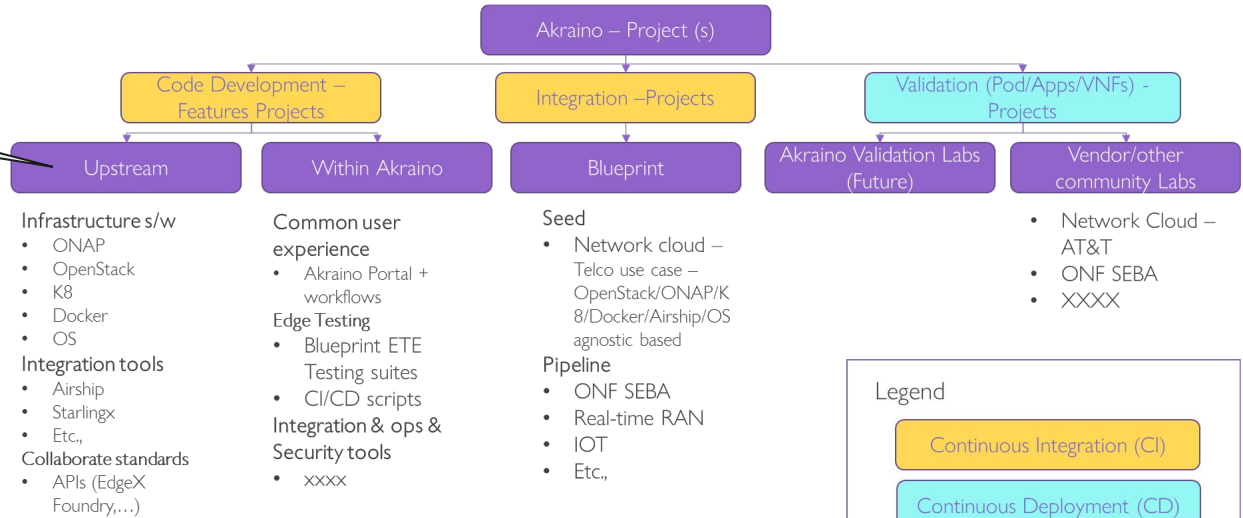 Akraino – Project (s)
Code Development –
Features Projects
Integration –Projects
Validation (Pod/Apps/VNFs) -
Projects
Upstream
Within Akraino
Blueprint
Akraino Validation Labs
(Future)
Vendor/other
community Labs
Infrastructure s/w
• ONAP
• OpenStack
• K8
• Docker
• OS
Integration tools
• Airship
• Starlingx
• Etc.,
Collaborate standards
• APIs (EdgeX
Foundry,…)
Common user
experience
• Akraino Portal +
workflows
Edge Testing
• Blueprint ETE
Testing suites
• CI/CD scripts
Integration & ops &
Security tools
• xxxx
Seed
• Network cloud –
Telco use case –
OpenStack/ONAP/K
8/Docker/Airship/OS
agnostic based
Pipeline
• ONF SEBA
• Real-time RAN
• IOT
• Etc.,
• Network Cloud –
AT&T
• ONF SEBA
• XXXX
Legend
Continuous Integration (CI)
Continuous Deployment (CD)